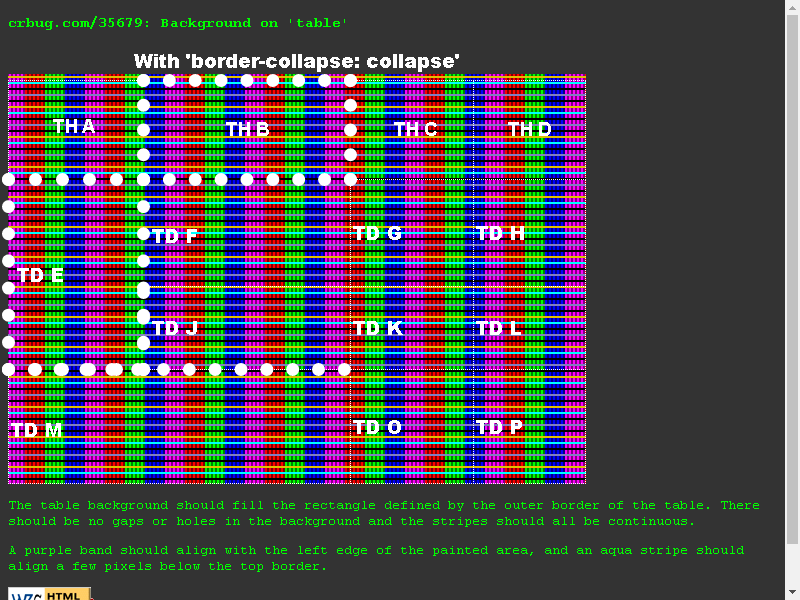 crbug.com/35679: Background on 'table'
With 'border-collapse: collapse'
TH A TH B TH C TH D
TD F TD G TD H
TD E
TD J TD K TD L
TD M TD O TD P
The table background should fill the rectangle defined by the outer border of the table. There
should be no gaps or holes in the background and the stripes should all be continuous.
A purple band should align with the left edge of the painted area, and an aqua stripe should
align a few pixels below the top border.
W3C HTML